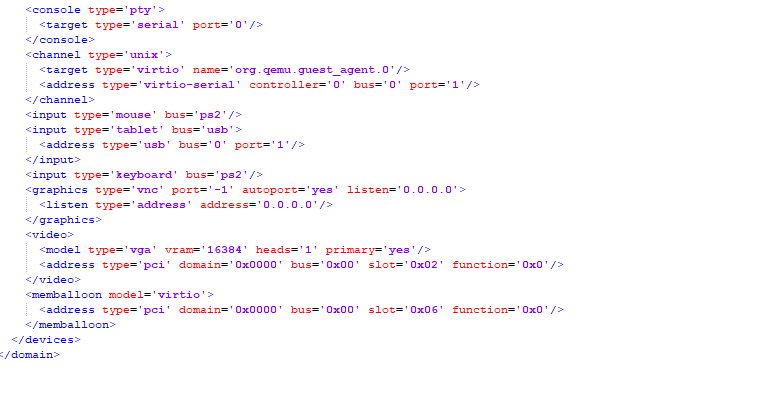 <console type='pty'>
<target type='serial' port='0'/>
</console>
<channel type='unix'>
<target type='virtio' name='org.qemu.guest_agent.0'/>
<address type='virtio-serial' controller='0' bus='0' port='1'/>
</channel>
<input type='mouse' bus='ps2'/>
<input type='tablet' bus='usb'>
<address type='usb' bus='0' port='1'/>
</input>
<input type='keyboard' bus='ps2'/>
<graphics type='vnc' port='-1' autoport='yes' listen='0.0.0.0'>
<listen type='address' address='0.0.0.0'/>
</graphics>
<video>
<model type='vga' vram='16384' heads='1' primary='yes'/>
<address type='pci' domain='0x0000' bus='0x00' slot='0x02' function='0x0'/>
</video>
<memballoon model='virtio'>
<address type='pci' domain='0x0000' bus='0x00' slot='0x06' function='0x0'/>
</memballoon>
</devices>
</domain>